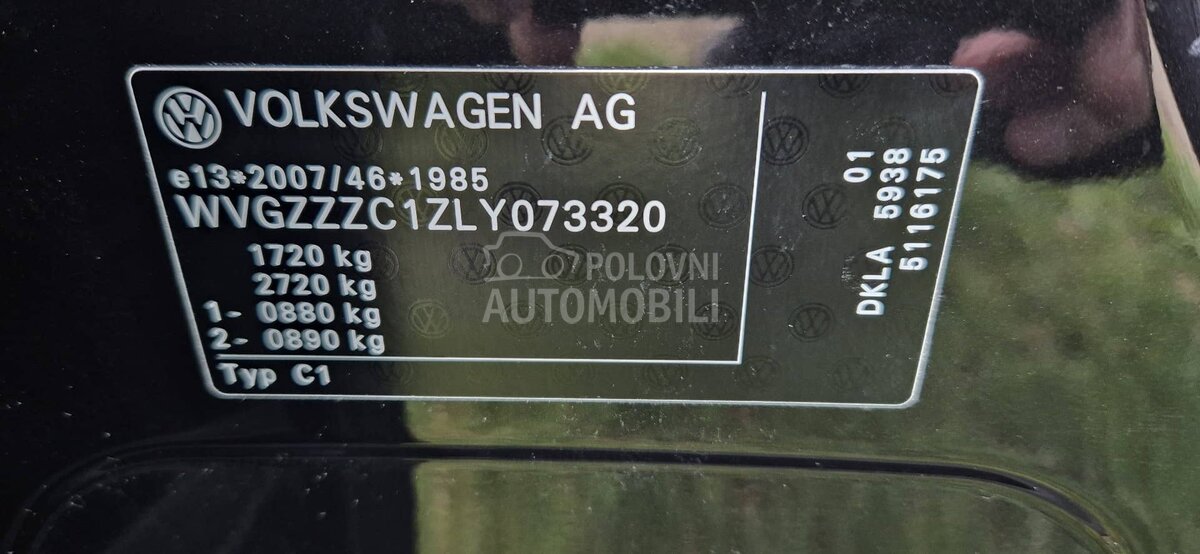 VOLKSWAGEN AG
e13*2007/46*1985
WVGZZZC1ZLY073320
1720 kg
2720 kg
1- 0880 kg
2- 0890 kg
Typ C1
01
DKLA 5938
5116175
POLOVNI
AUTOMOBILI